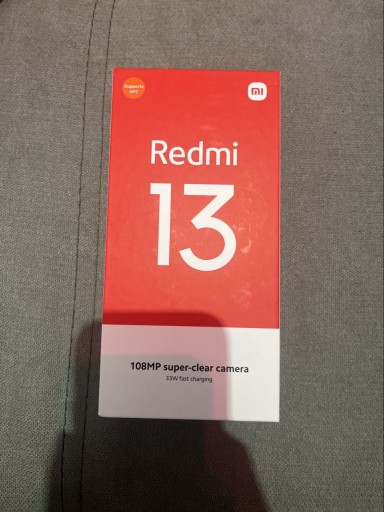 Supports
NFC
mi
Redmi
13
108MP super-clear camera
33W fast charging